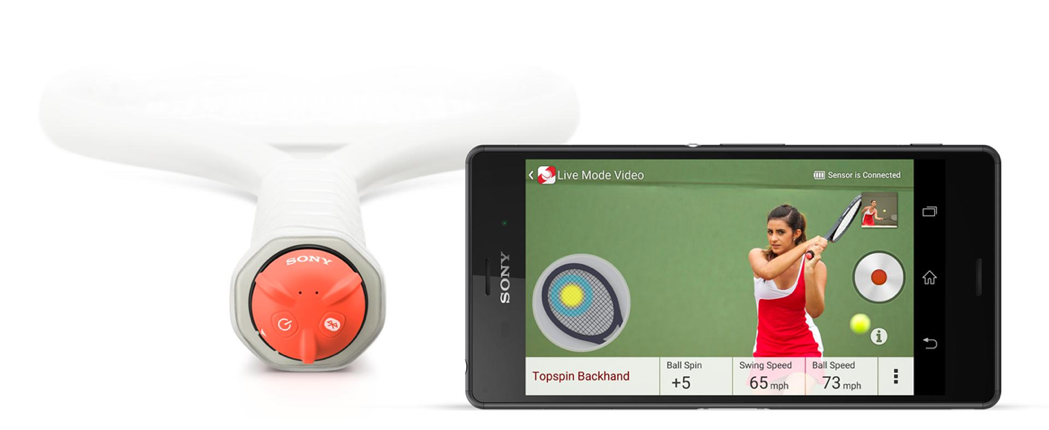 SONY
SONY
Live Mode Video
Sensor is Connected
Topspin Backhand
Ball Spin
+5
Swing Speed
65 mph
Ball Speed
73 mph